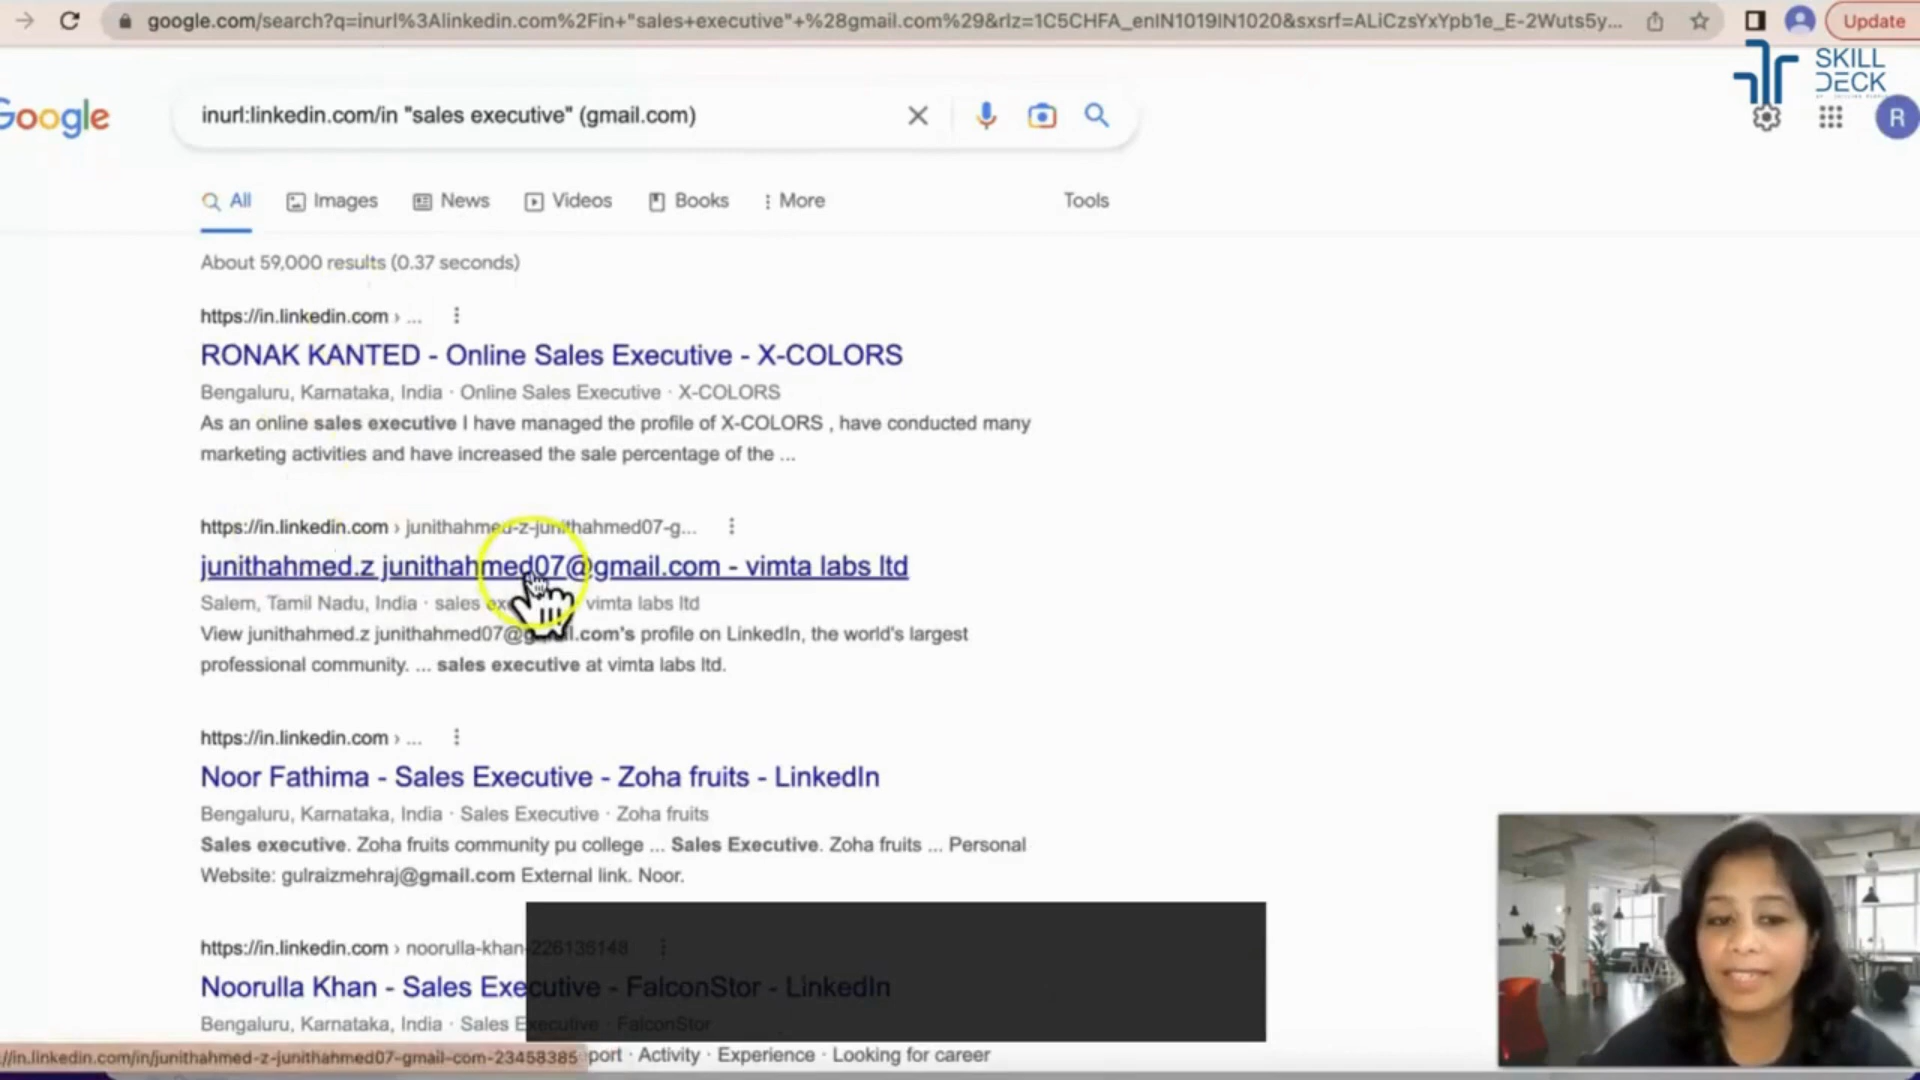 google.com/search?q=inurl%3Alinkedin.com%2Fin+"sales+executive"+%28gmail.com%29&rlz=1C5CHFA_enIN1019IN1020&sxsrf=ALiCzsYxYpb1e_E-2Wuts5y...
Update
SKILL
DECK
Google
inurl:linkedin.com/in "sales executive" (gmail.com)
R
All
Images
News
Videos
Books
More
Tools
About 59,000 results (0.37 seconds)
https://in.linkedin.com › ...
RONAK KANTED - Online Sales Executive - X-COLORS
Bengaluru, Karnataka, India · Online Sales Executive · X-COLORS
As an online sales executive I have managed the profile of X-COLORS , have conducted many
marketing activities and have increased the sale percentage of the ...
https://in.linkedin.com › junithahmed-z-junithahmed07-g...
junithahmed.z junithahmed07@gmail.com - vimta labs ltd
Salem, Tamil Nadu, India · sales vimta labs ltd
View junithahmed.z junithahmed07@gmail.com's profile on LinkedIn, the world's largest
professional community. ... sales executive at vimta labs ltd.
https://in.linkedin.com › ...
Noor Fathima - Sales Executive - Zoha fruits - LinkedIn
Bengaluru, Karnataka, India · Sales Executive · Zoha fruits
Sales executive. Zoha fruits community pu college ... Sales Executive. Zoha fruits ... Personal
Website: gulraizmehraj@gmail.com External link. Noor.
https://in.linkedin.com › noorulla-khan-226136148
Noorulla Khan - Sales Executive - FalconStor - LinkedIn
Bengaluru, Karnataka, India · Sales Executive · FalconStor
//in.linkedin.com/in/junithahmed-z-junithahmed07-gmail-com-23458385
port · Activity · Experience · Looking for career